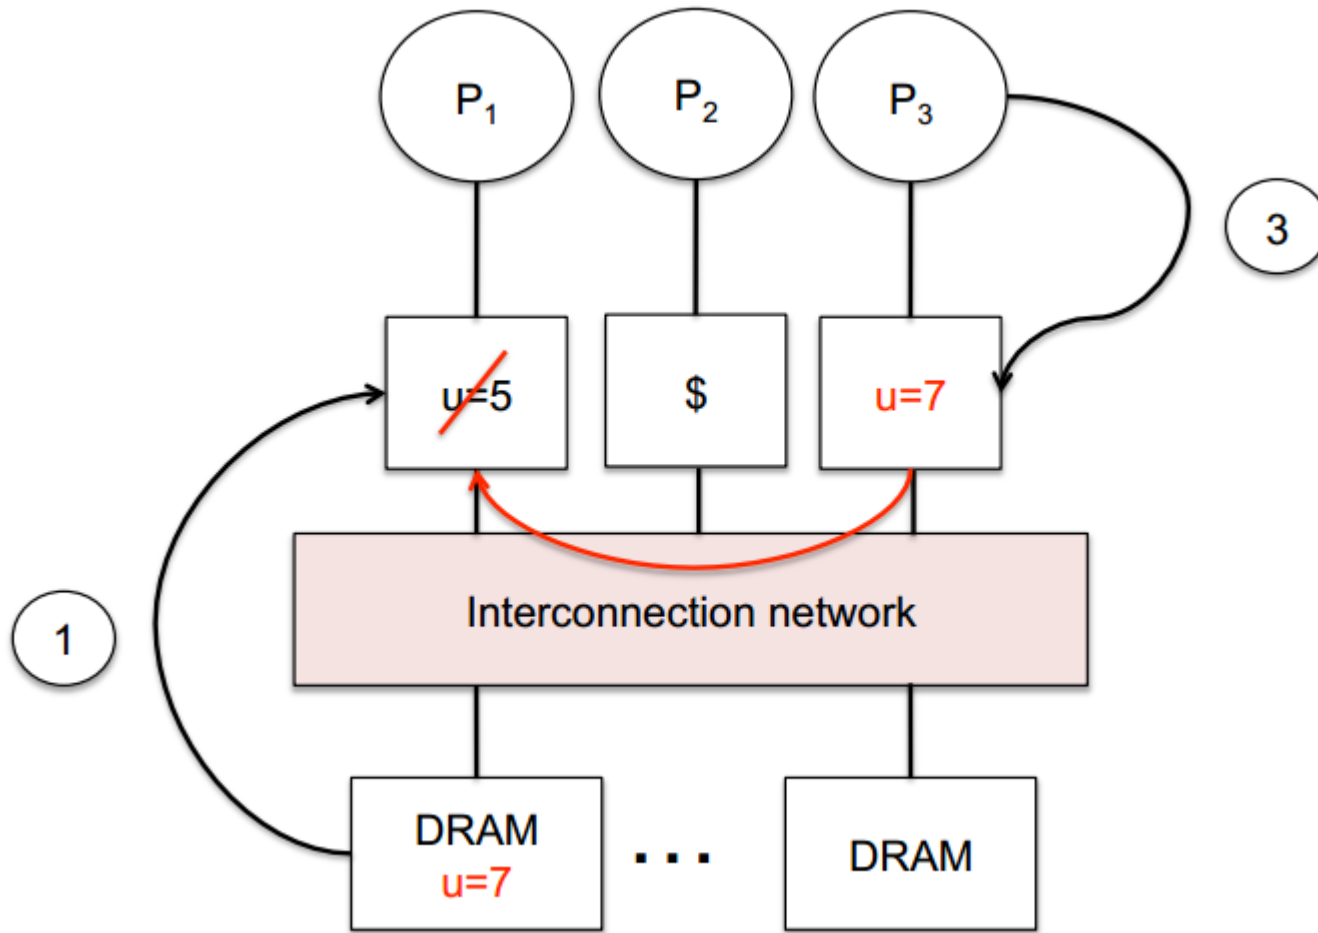 P1
P2
P3
3
u=5
$
u=7
Interconnection network
1
DRAM
u=7
. . .
DRAM